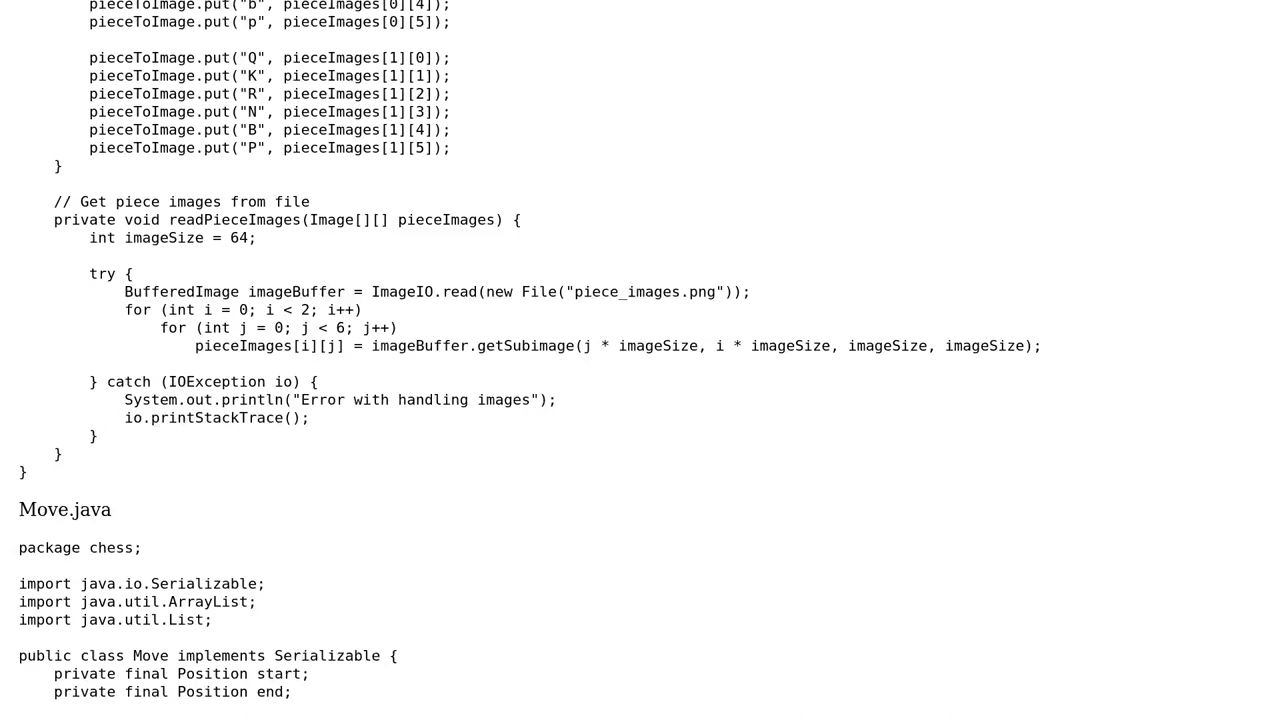 pieceToImage.put("b", pieceImages[0][4]);
        pieceToImage.put("p", pieceImages[0][5]);

        pieceToImage.put("Q", pieceImages[1][0]);
        pieceToImage.put("K", pieceImages[1][1]);
        pieceToImage.put("R", pieceImages[1][2]);
        pieceToImage.put("N", pieceImages[1][3]);
        pieceToImage.put("B", pieceImages[1][4]);
        pieceToImage.put("P", pieceImages[1][5]);
    }

    // Get piece images from file
    private void readPieceImages(Image[][] pieceImages) {
        int imageSize = 64;

        try {
            BufferedImage imageBuffer = ImageIO.read(new File("piece_images.png"));
            for (int i = 0; i < 2; i++)
                for (int j = 0; j < 6; j++)
                    pieceImages[i][j] = imageBuffer.getSubimage(j * imageSize, i * imageSize, imageSize, imageSize);

        } catch (IOException io) {
            System.out.println("Error with handling images");
            io.printStackTrace();
        }
    }
}
Move.java
package chess;

import java.io.Serializable;
import java.util.ArrayList;
import java.util.List;

public class Move implements Serializable {
    private final Position start;
    private final Position end;